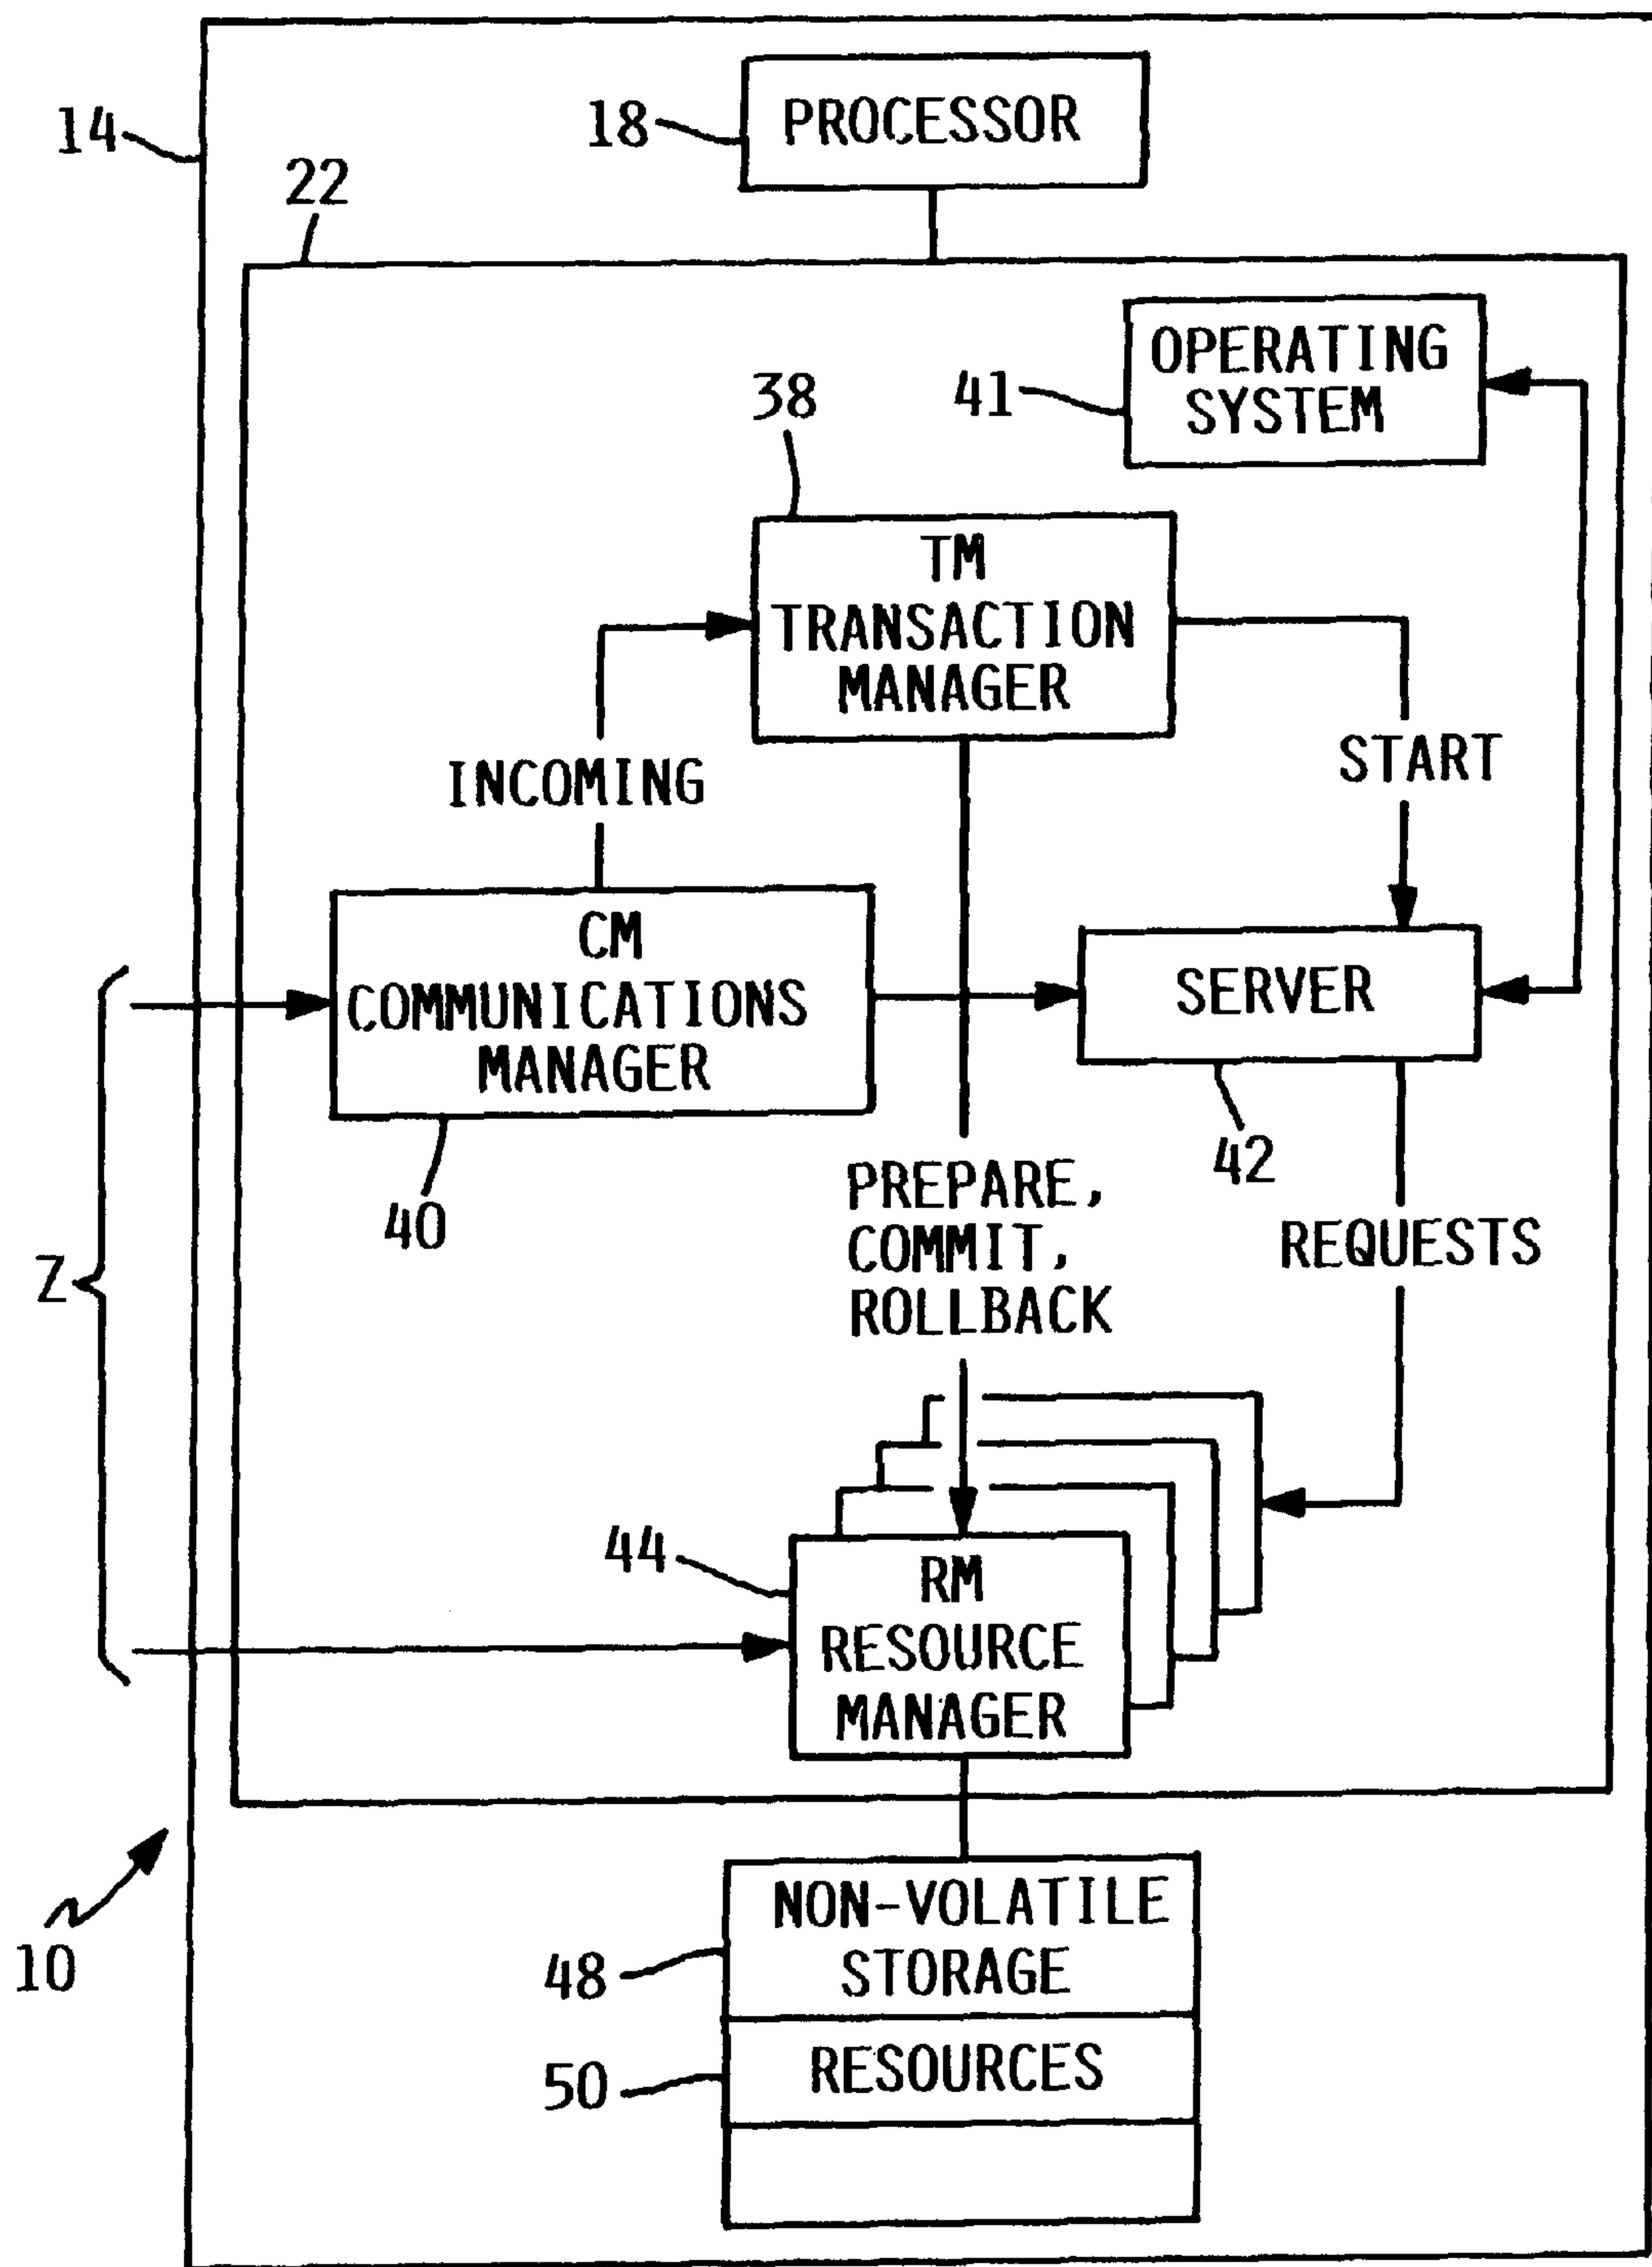 14
18
PROCESSOR
22
OPERATING
SYSTEM
41
38
TM
TRANSACTION
MANAGER
INCOMING
START
CM
COMMUNICATIONS
MANAGER
40
SERVER
42
Z
PREPARE,
COMMIT,
ROLLBACK
REQUESTS
44
RM
RESOURCE
MANAGER
10
NON-VOLATILE
STORAGE
48
RESOURCES
50